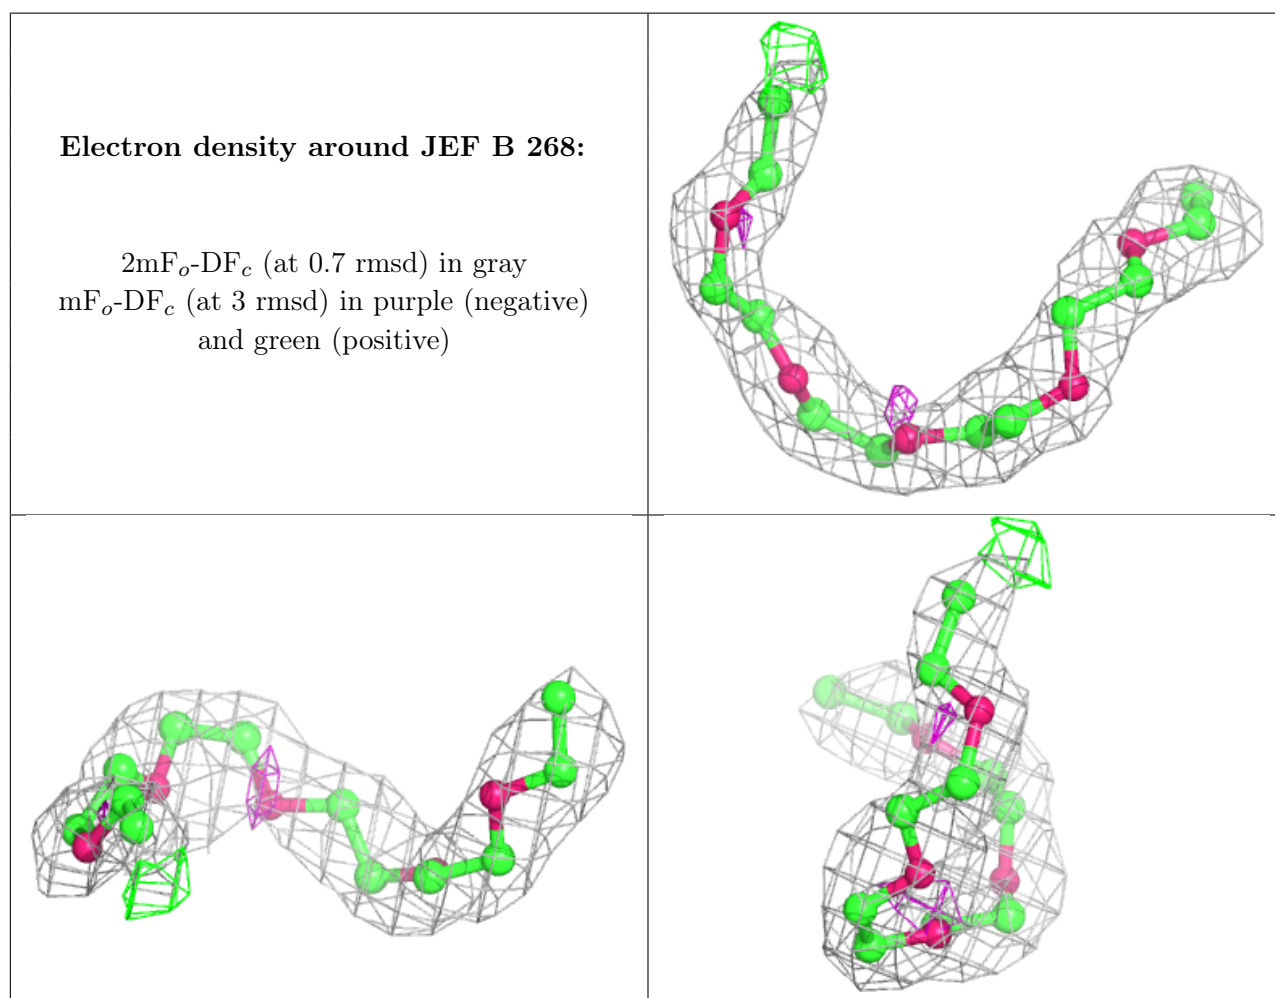 Electron density around JEF B 268:
2mFₒ-DF𝒸 (at 0.7 rmsd) in gray
mFₒ-DF𝒸 (at 3 rmsd) in purple (negative)
and green (positive)